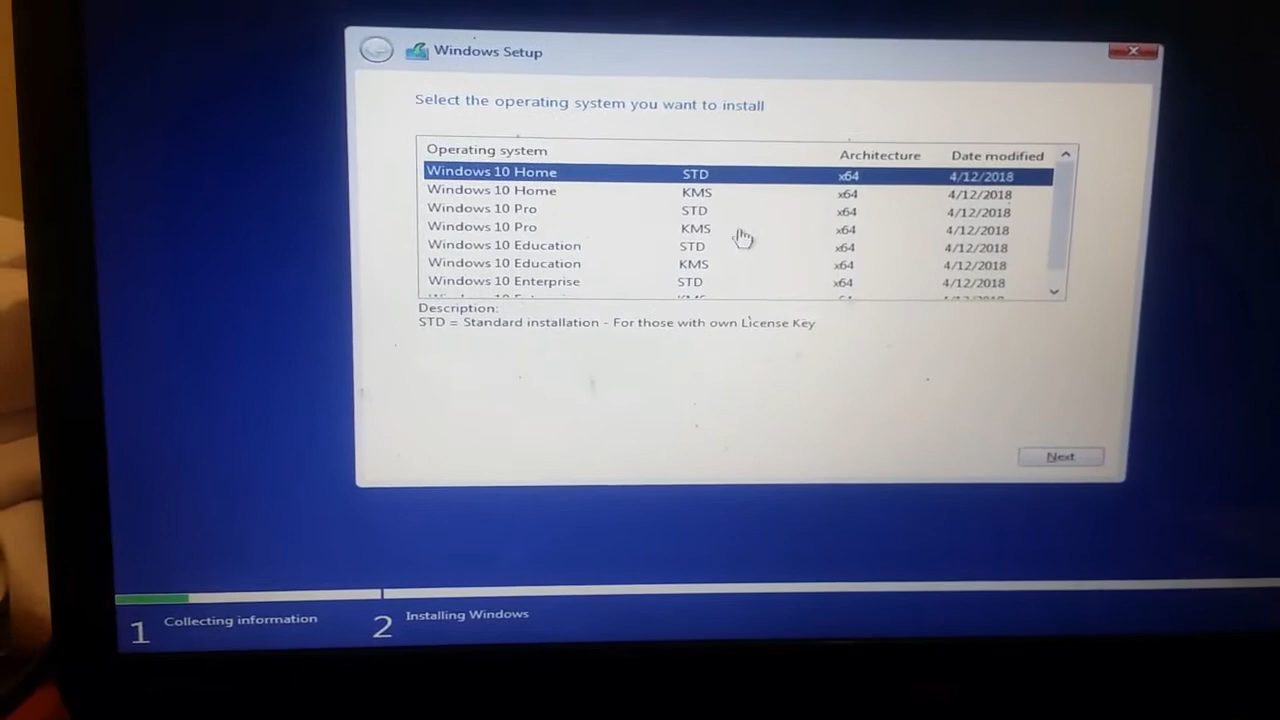 Windows Setup
Select the operating system you want to install
Operating system Architecture Date modified
Windows 10 Home STD x64 4/12/2018
Windows 10 Home KMS x64 4/12/2018
Windows 10 Pro STD x64 4/12/2018
Windows 10 Pro KMS x64 4/12/2018
Windows 10 Education STD x64 4/12/2018
Windows 10 Education KMS x64 4/12/2018
Windows 10 Enterprise STD x64 4/12/2018
Description:
STD = Standard installation - For those with own License Key
Next
1 Collecting information 2 Installing Windows